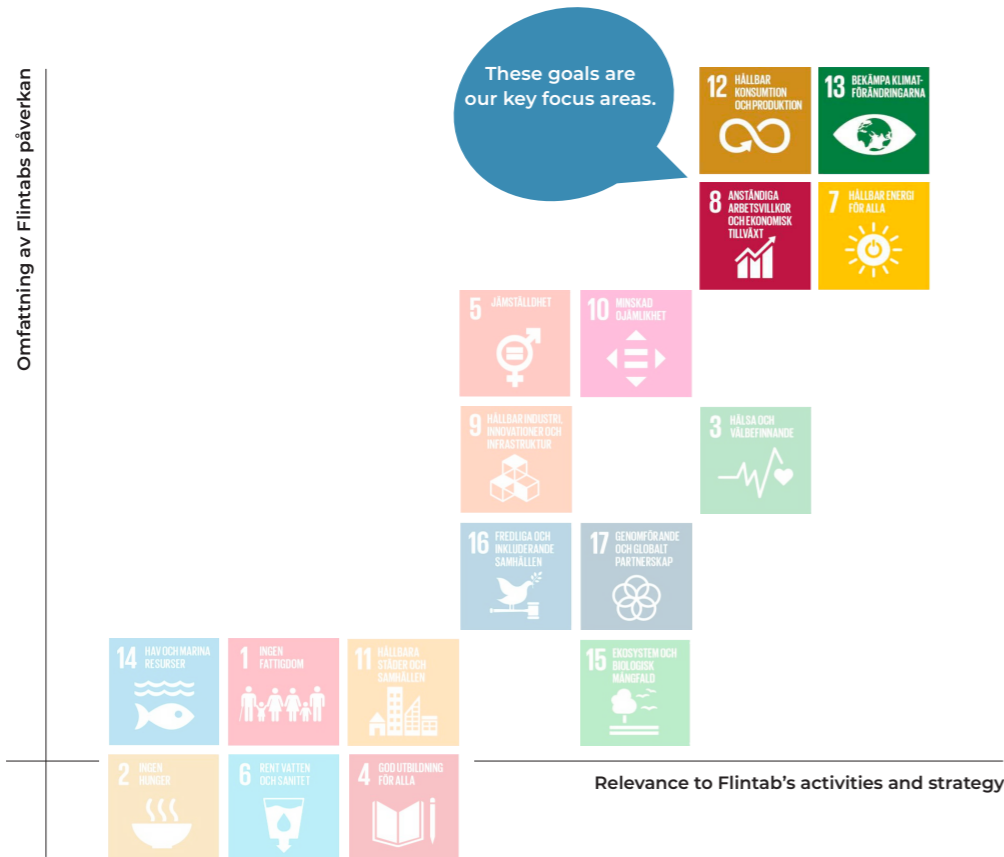 Omfattning av Flintabs påverkan
These goals are
our key focus areas.
12 HÅLLBAR
KONSUMTION
OCH PRODUKTION
13 BEKÄMPA KLIMAT-
FÖRÄNDRINGARNA
8 ANSTÄNDIGA
ARBETSVILLKOR
OCH EKONOMISK
TILLVÄXT
7 HÅLLBAR ENERGI
FÖR ALLA
5 JÄMSTÄLLDHET
10 MINSKAD
OJÄMLIKHET
9 HÅLLBAR INDUSTRI,
INNOVATIONER OCH
INFRASTRUKTUR
3 HÄLSA OCH
VÄLBEFINNANDE
16 FREDLIGA OCH
INKLUDERANDE
SAMHÄLLEN
17 GENOMFÖRANDE
OCH GLOBALT
PARTNERSKAP
14 HAV OCH MARINA
RESURSER
1 INGEN
FATTIGDOM
11 HÅLLBARA
STÄDER OCH
SAMHÄLLEN
15 EKOSYSTEM OCH
BIOLOGISK
MÅNGFALD
2 INGEN
HUNGER
6 RENT VATTEN
OCH SANITET
4 GOD UTBILDNING
FÖR ALLA
Relevance to Flintab's activities and strategy